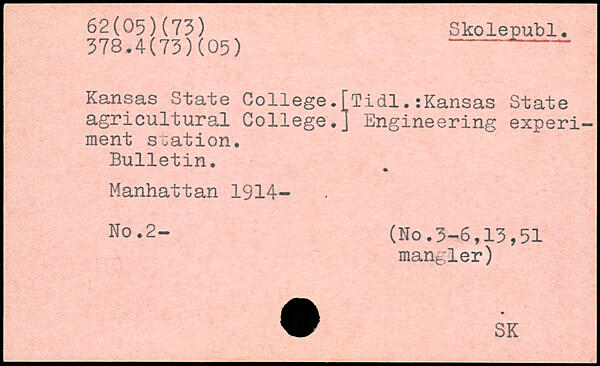 62(05)(73)
Skolepubl.
378.4(73)(05)
Kansas State College.[Tidl.:Kansas State
agricultural College.] Engineering experi-
ment station.
Bulletin.
Manhattan 1914-
No.2-
(No.3-6,13,51
mangler)
SK